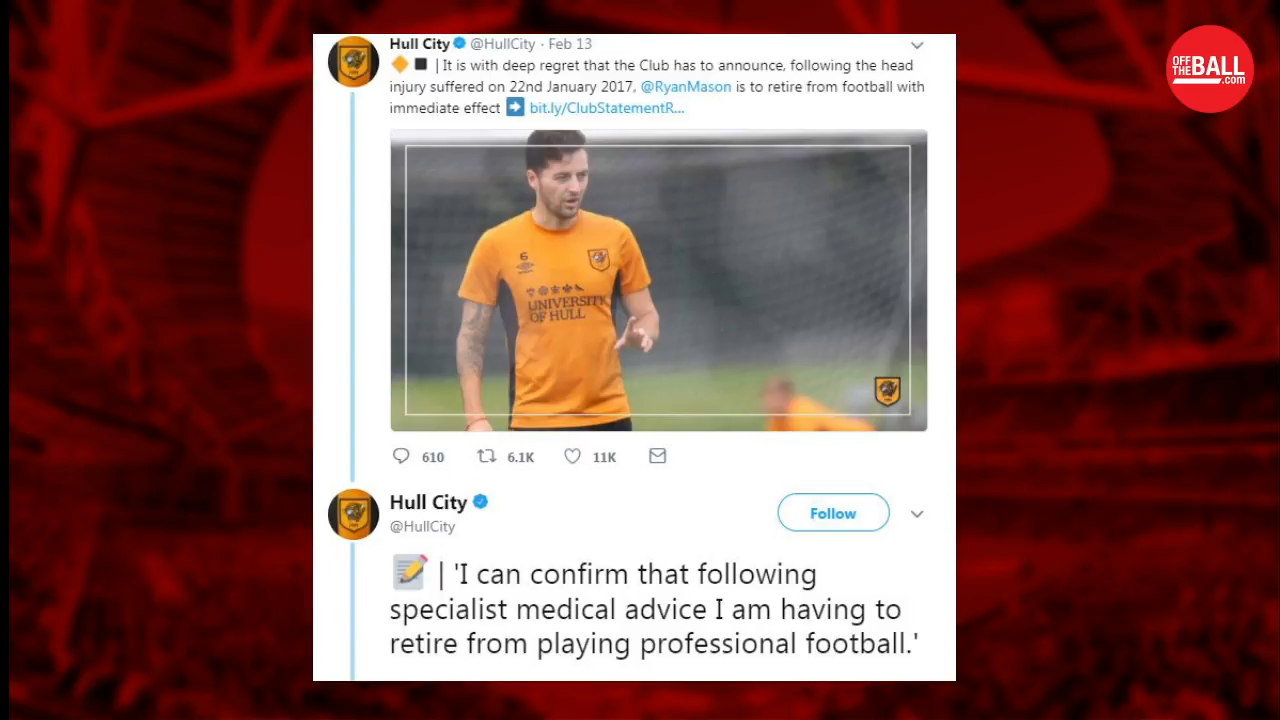 Hull City @HullCity · Feb 13
| It is with deep regret that the Club has to announce, following the head
injury suffered on 22nd January 2017, @RyanMason is to retire from football with
immediate effect ➡ bit.ly/ClubStatementR...
OFF
THE BALL
.com
6
umbro
UNIVERSITY
OF HULL
610 6.1K 11K
Hull City
@HullCity
Follow
| 'I can confirm that following
specialist medical advice I am having to
retire from playing professional football.'